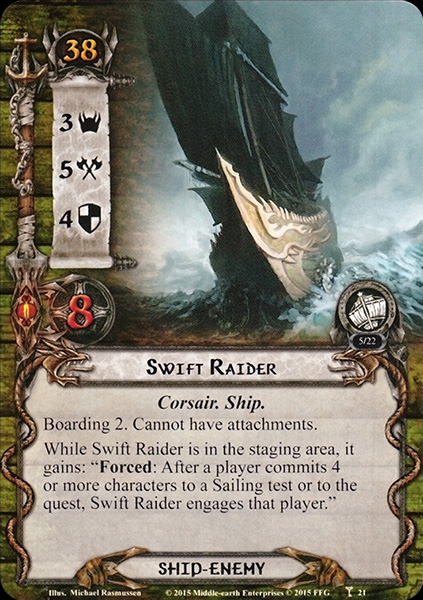 38
3
5
4
8
5/22
Swift Raider
Corsair. Ship.
Boarding 2. Cannot have attachments.
While Swift Raider is in the staging area, it
gains: “Forced: After a player commits 4
or more characters to a Sailing test or to the
quest, Swift Raider engages that player.”
SHIP-ENEMY
Illus. Michael Rasmussen © 2015 Middle-earth Enterprises © 2015 FFG 21